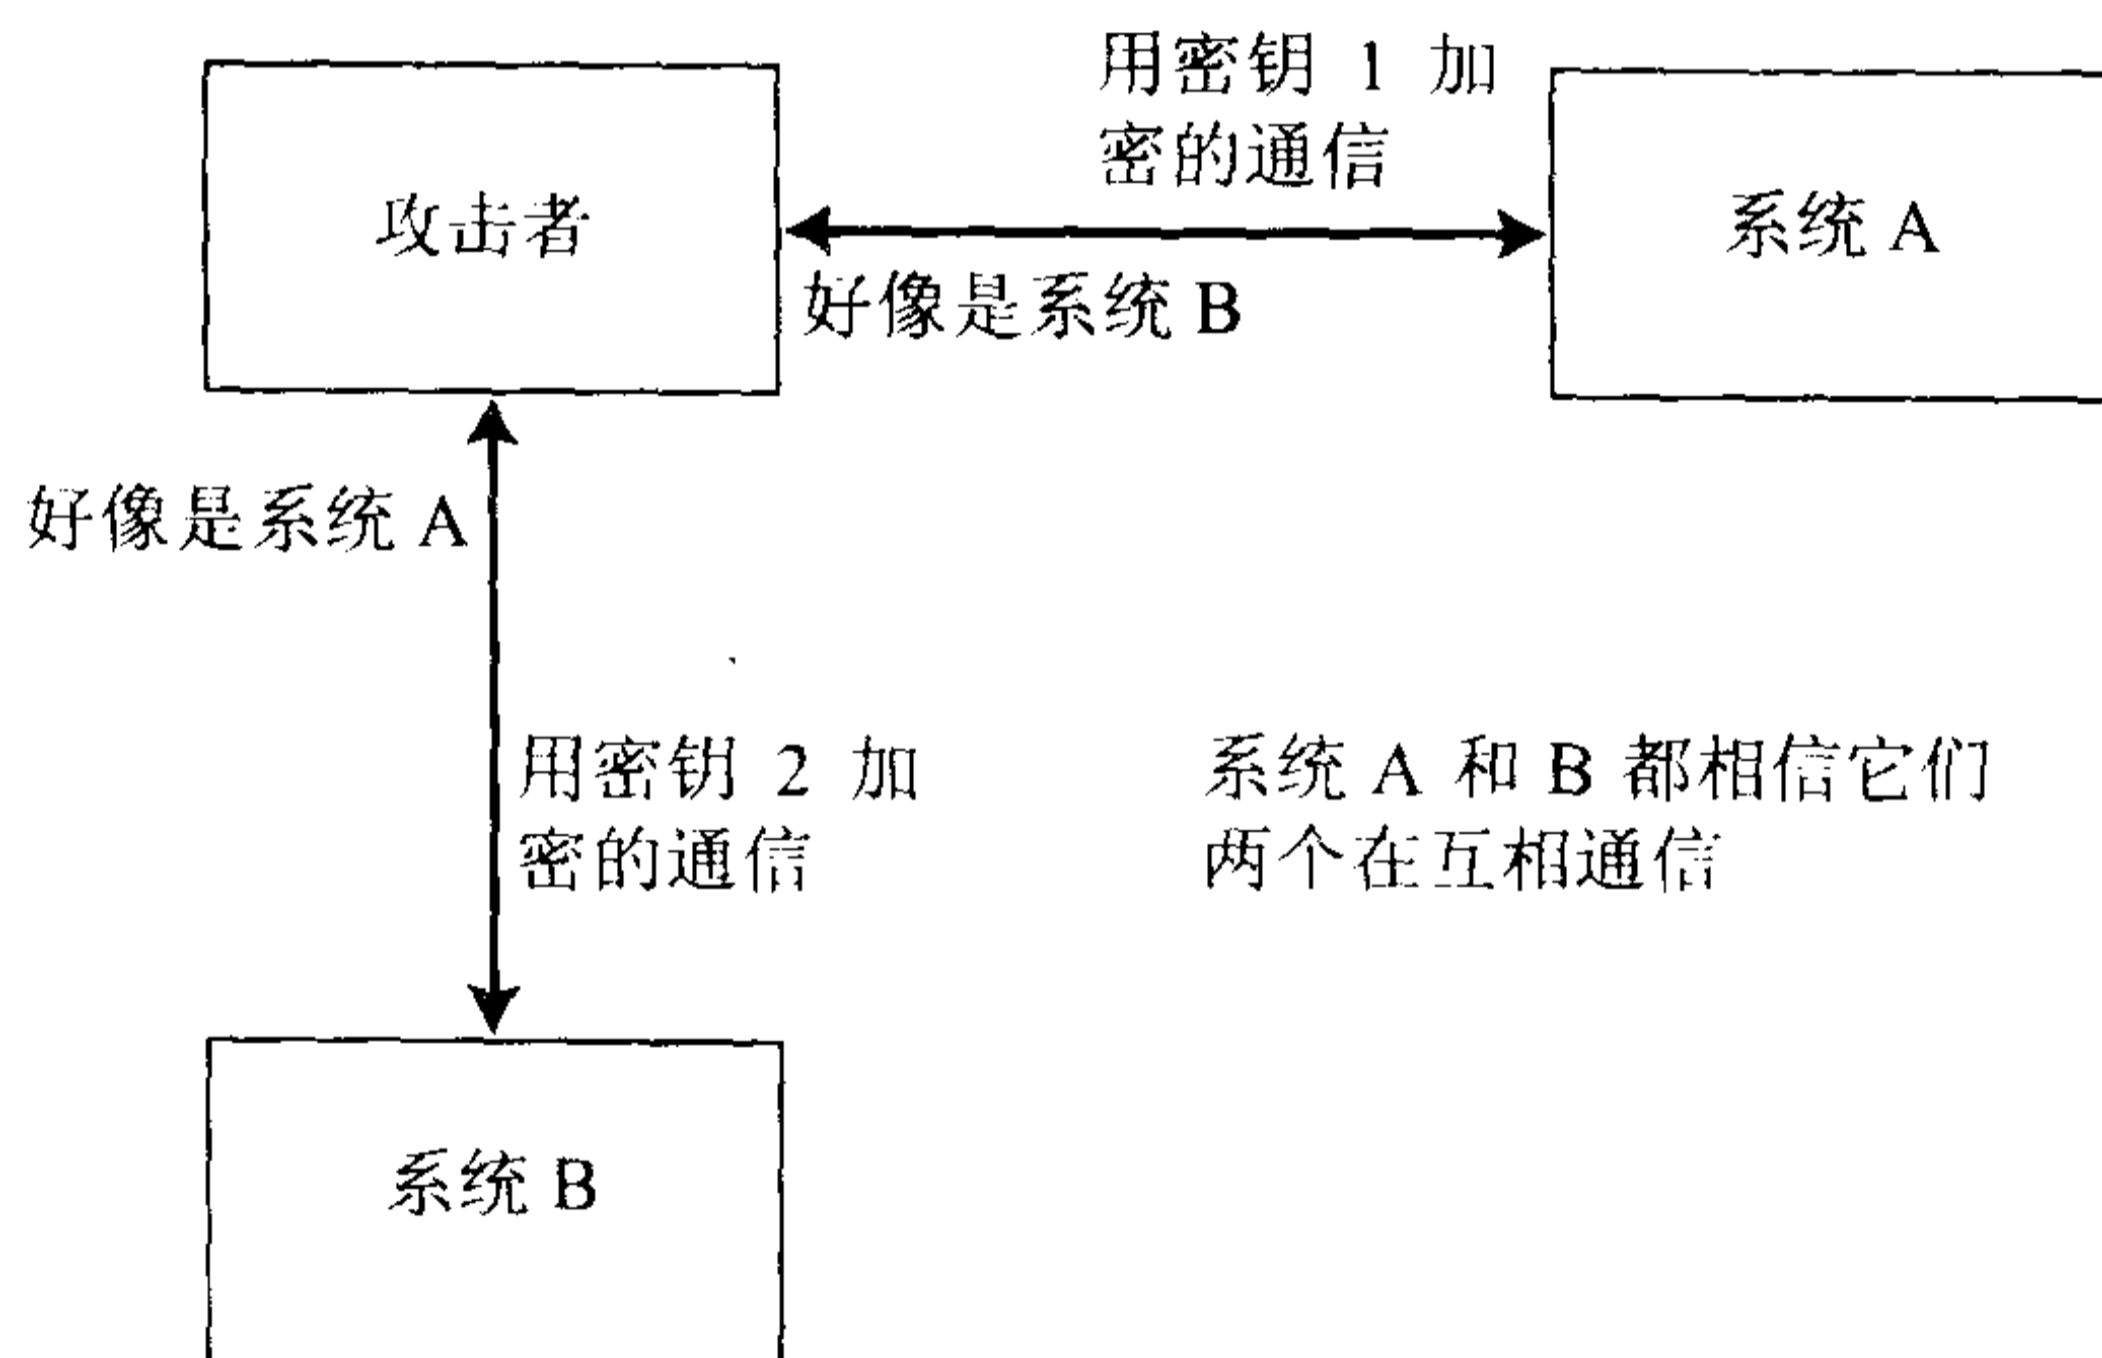 用密钥 1 加
密的通信
攻击者
系统 A
好像是系统 B
好像是系统 A
用密钥 2 加
密的通信
系统 A 和 B 都相信它们
两个在互相通信
系统 B